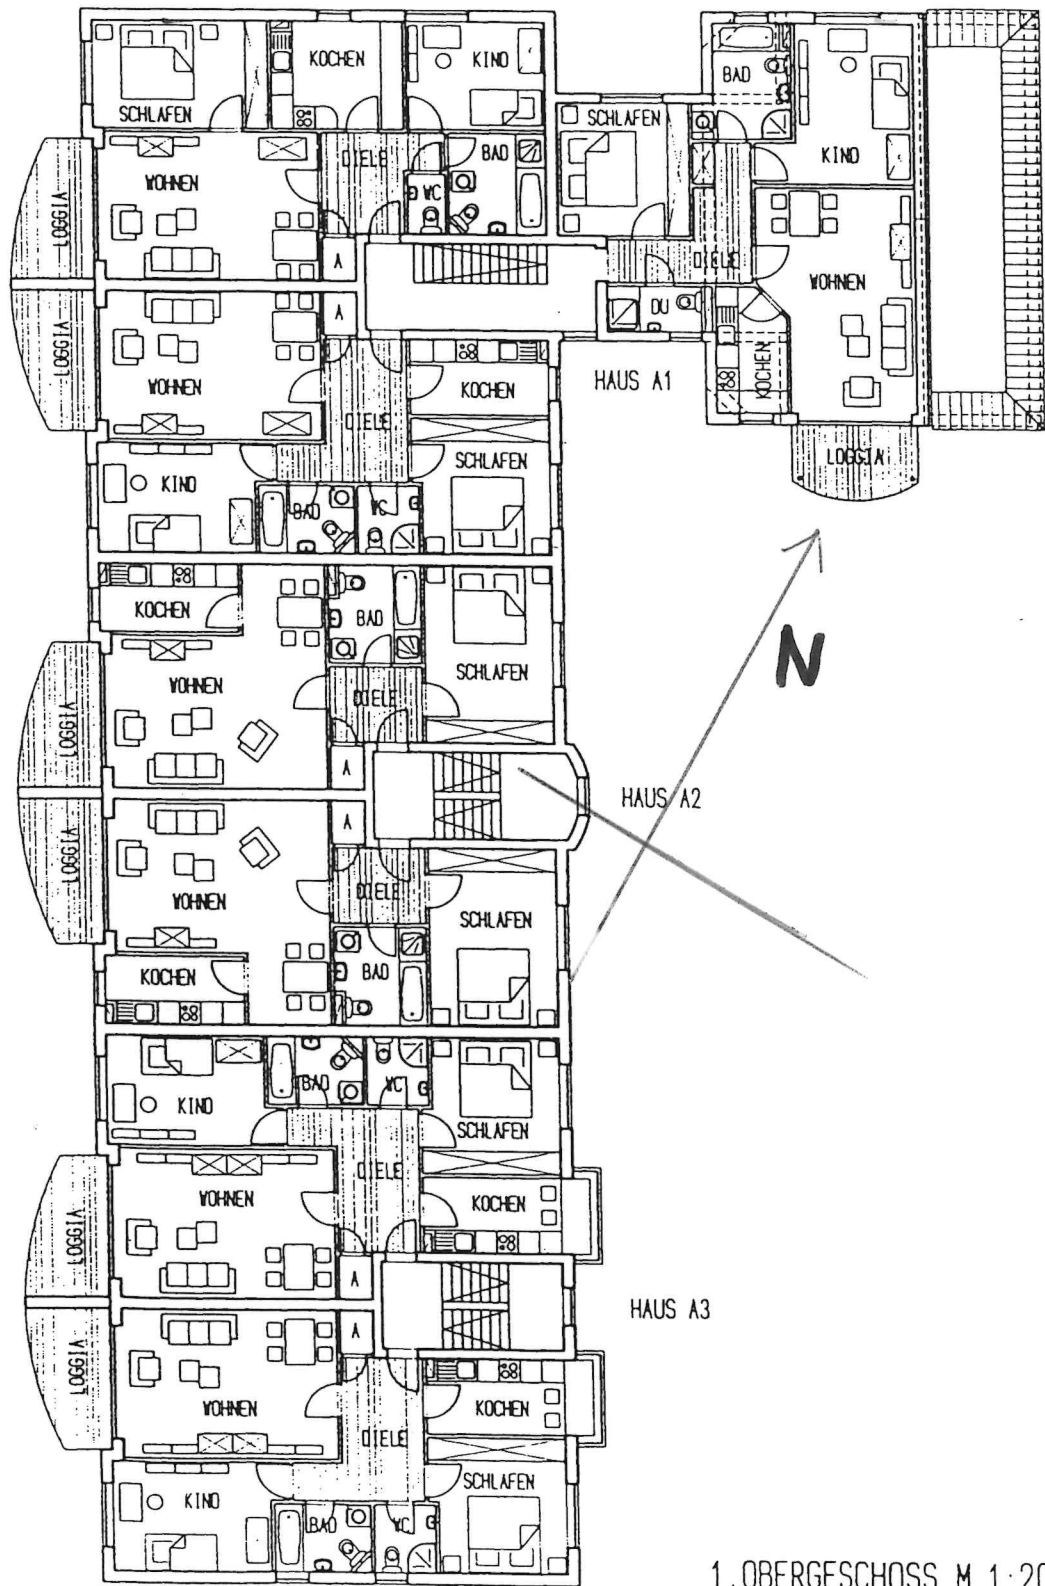 KOCHEN
KIND
BAD
SCHLAFEN
SCHLAFEN
DIELE
BAD
KIND
WOHNEN
WC
LOGGIA
A
DIELE
WOHNEN
DU
LOGGIA
A
KOCHEN
HAUS A1
WOHNEN
KOCHEN
DIELE
SCHLAFEN
LOGGIA
KIND
BAD
WC
KOCHEN
BAD
N
WOHNEN
SCHLAFEN
DIELE
LOGGIA
A
HAUS A2
A
LOGGIA
DIELE
WOHNEN
SCHLAFEN
KOCHEN
BAD
BAD
WC
KIND
SCHLAFEN
DIELE
WOHNEN
KOCHEN
LOGGIA
A
HAUS A3
A
LOGGIA
WOHNEN
KOCHEN
DIELE
KIND
SCHLAFEN
BAD
WC
1.OBERGESCHOSS M 1:20